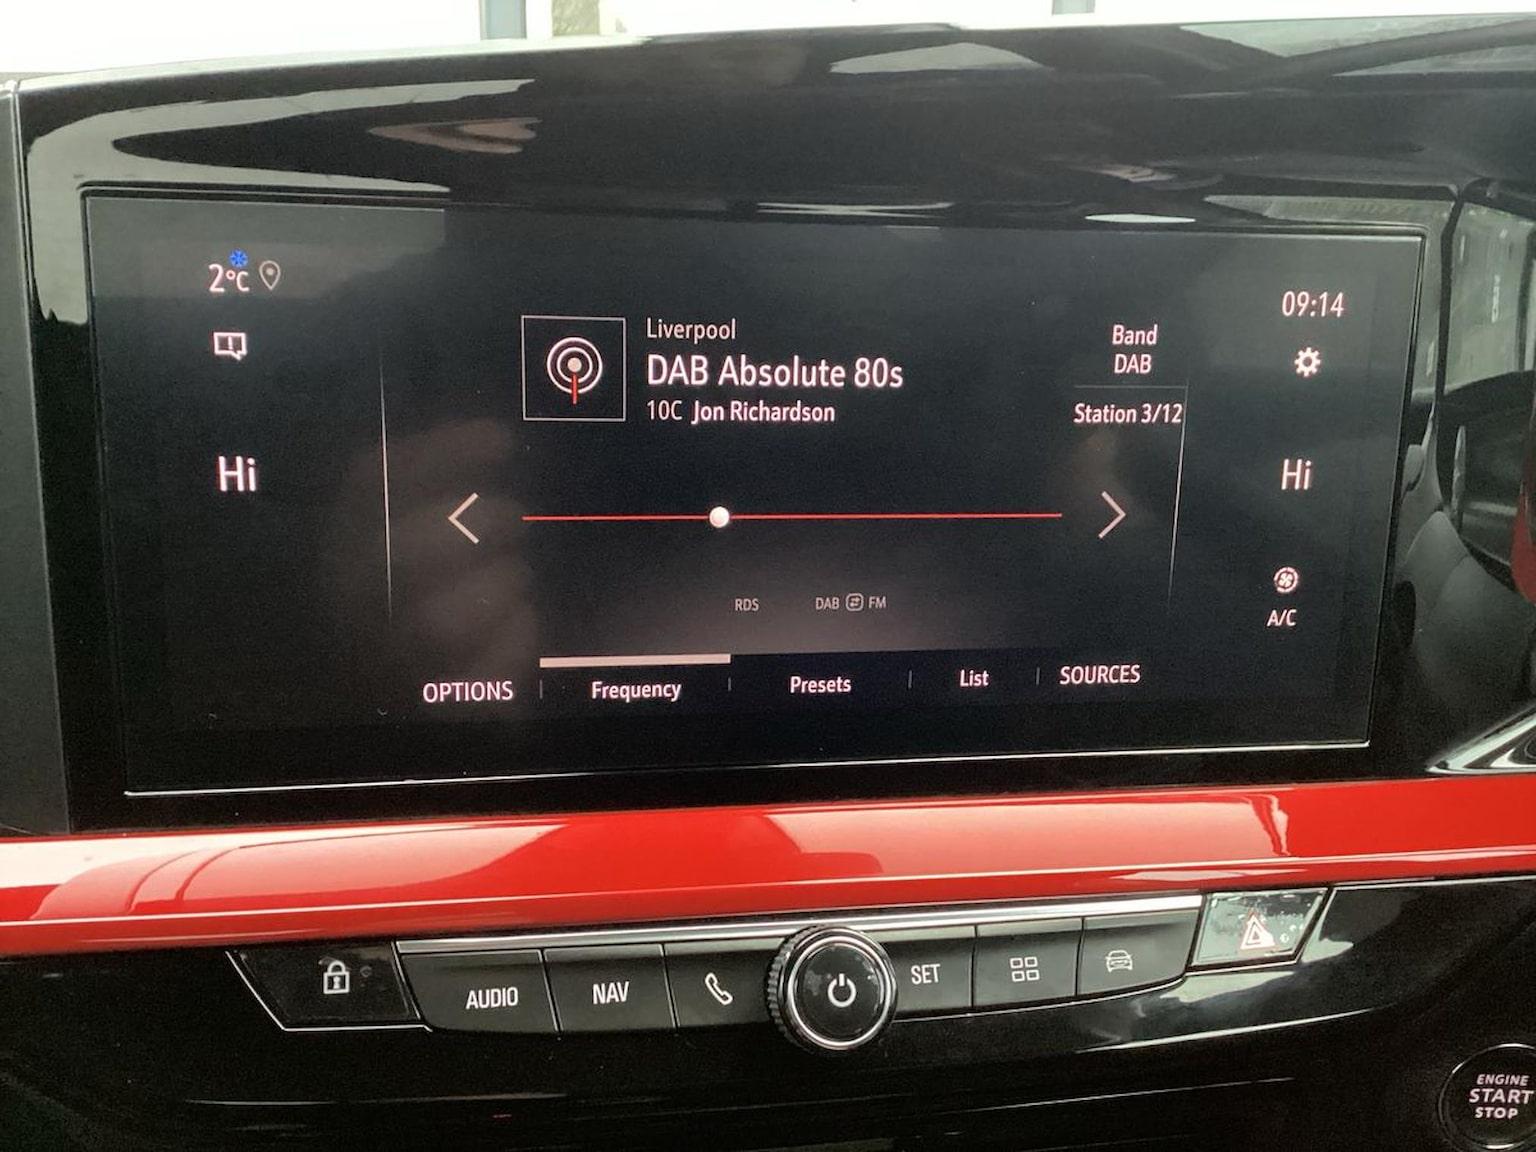 2°C
09:14
Liverpool
DAB Absolute 80s
10C Jon Richardson
Band
DAB
Station 3/12
Hi
Hi
RDS
DAB FM
A/C
OPTIONS
Frequency
Presets
List
SOURCES
AUDIO
NAV
SET
ENGINE
START
STOP